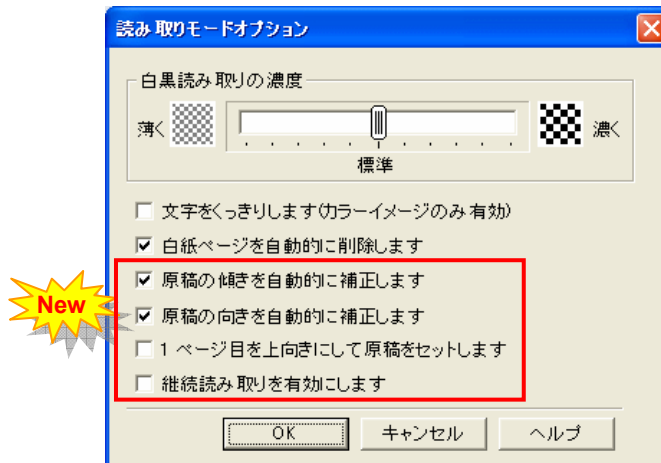 読み取りモードオプション
白黒読み取りの濃度
薄く 濃く
標準
文字をくっきりします(カラーイメージのみ有効)
白紙ページを自動的に削除します
原稿の傾きを自動的に補正します
New
原稿の向きを自動的に補正します
1 ページ目を上向きにして原稿をセットします
継続読み取りを有効にします
OK キャンセル ヘルプ